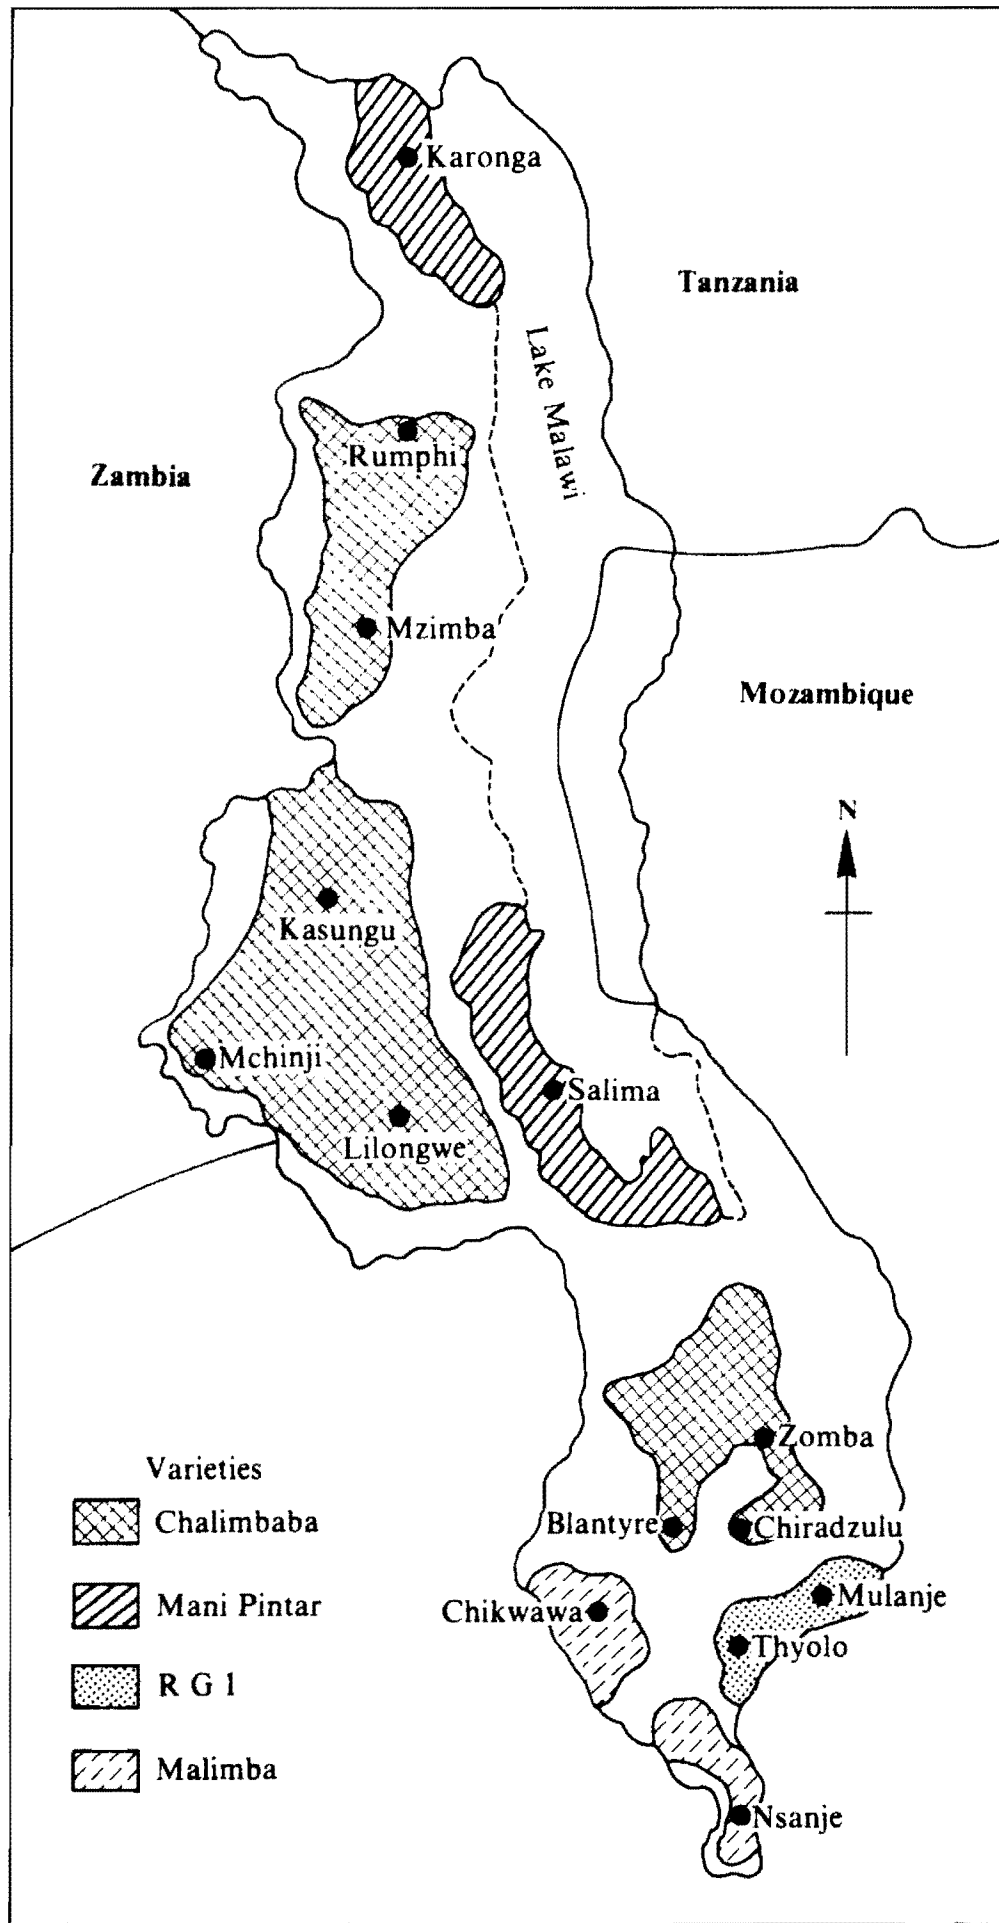 Karonga
Tanzania
Lake Malawi
Rumphi
Zambia
Mzimba
Mozambique
N
Kasungu
Mchinji
Salima
Lilongwe
Zomba
Varieties
Chalimbaba
Blantyre
Chiradzulu
Mani Pintar
Chikwawa
Mulanje
Thyolo
R G 1
Malimba
Nsanje